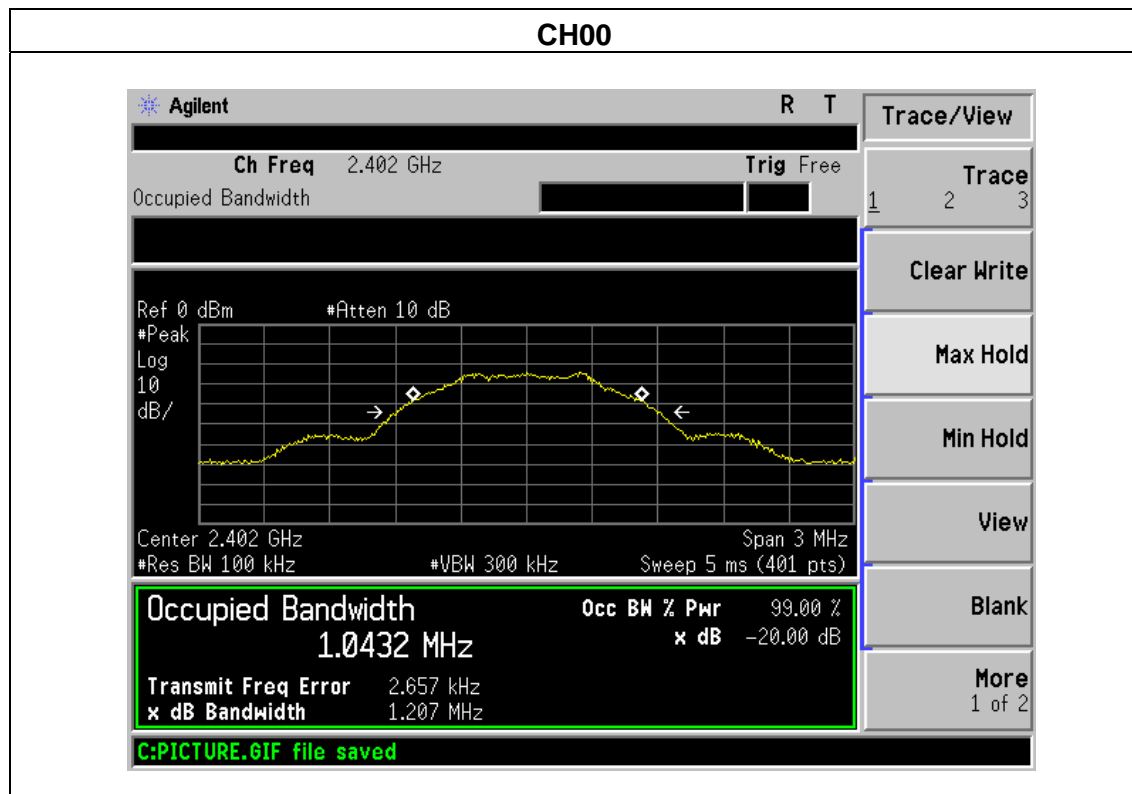 CH00
Agilent R T
Ch Freq 2.402 GHz Trig Free
Occupied Bandwidth
Ref 0 dBm #Atten 10 dB
#Peak
Log
10
dB/
Center 2.402 GHz Span 3 MHz
#Res BW 100 kHz #VBW 300 kHz Sweep 5 ms (401 pts)
Occupied Bandwidth Occ BW % Pwr 99.00 %
1.0432 MHz x dB -20.00 dB
Transmit Freq Error 2.657 kHz
x dB Bandwidth 1.207 MHz
C:PICTURE.GIF file saved
Trace/View
Trace
1 2 3
Clear Write
Max Hold
Min Hold
View
Blank
More
1 of 2